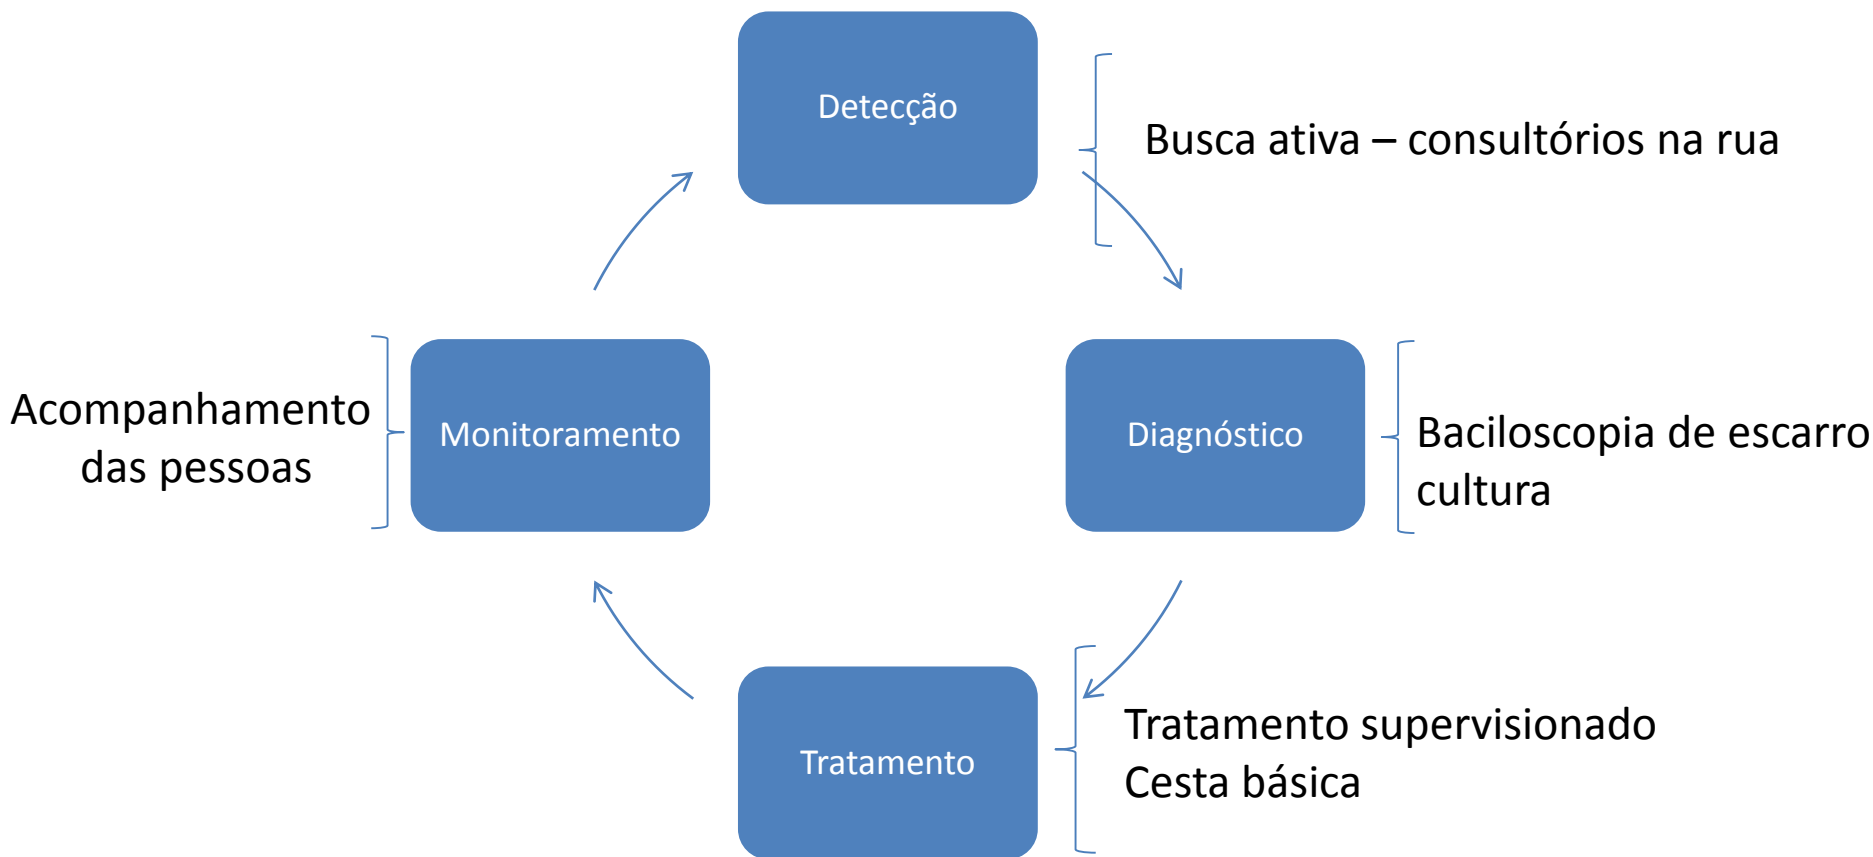 Detecção
Busca ativa – consultórios na rua
Acompanhamento
das pessoas
Monitoramento
Diagnóstico
Baciloscopia de escarro
cultura
Tratamento
Tratamento supervisionado
Cesta básica